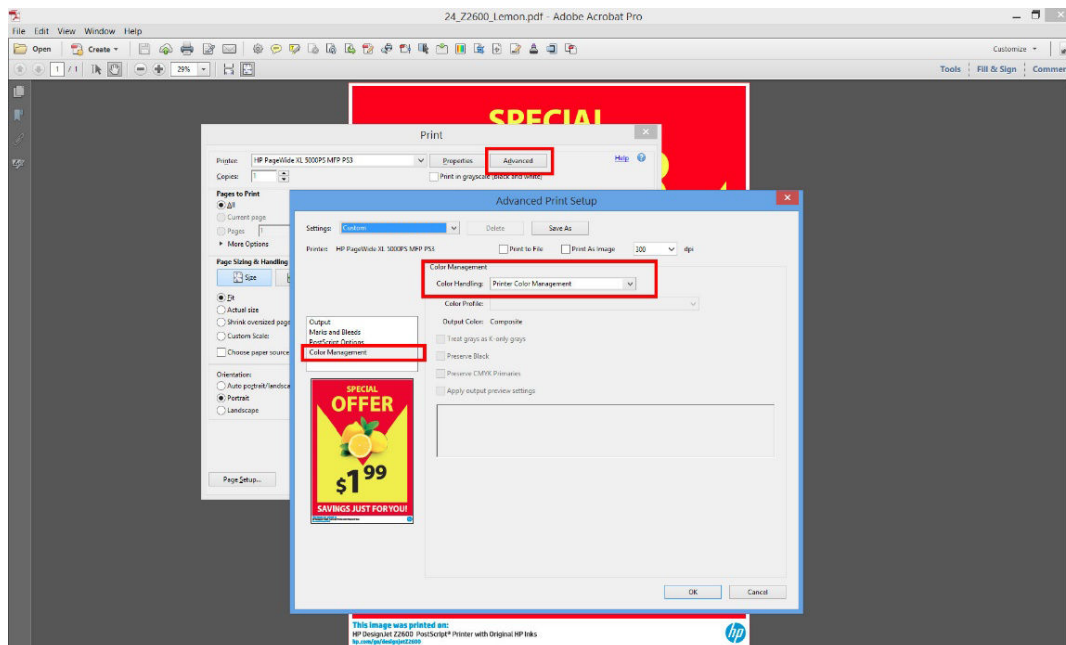 24_Z2600_Lemon.pdf - Adobe Acrobat Pro
File Edit View Window Help
Open Create Customize
1 / 1 29% Tools Fill & Sign Commen
SPECIAL
Print
Printer: HP PageWide XL 5000PS MFP PS3 Properties Advanced Help
Copies: 1 Print in grayscale (black and white)
Pages to Print
All
Current page
Pages 1
More Options
Page Sizing & Handling
Size
Fit
Actual size
Shrink oversized page
Custom Scale:
Choose paper source
Orientation:
Auto portrait/landsca
Portrait
Landscape
Page Setup...
Advanced Print Setup
Settings: Custom Delete Save As
Printer: HP PageWide XL 5000PS MFP PS3 Print to File Print As Image 300 dpi
Output
Marks and Bleeds
PostScript Options
Color Management
Color Management
Color Handling: Printer Color Management
Color Profile:
Output Color: Composite
Treat grays as K-only grays
Preserve Black
Preserve CMYK Primaries
Apply output preview settings
SPECIAL
OFFER
$1 99
SAVINGS JUST FOR YOU!
OK Cancel
This image was printed on:
HP DesignJet Z2600 PostScript® Printer with Original HP Inks
hp.com/go/designjetZ2600
hp